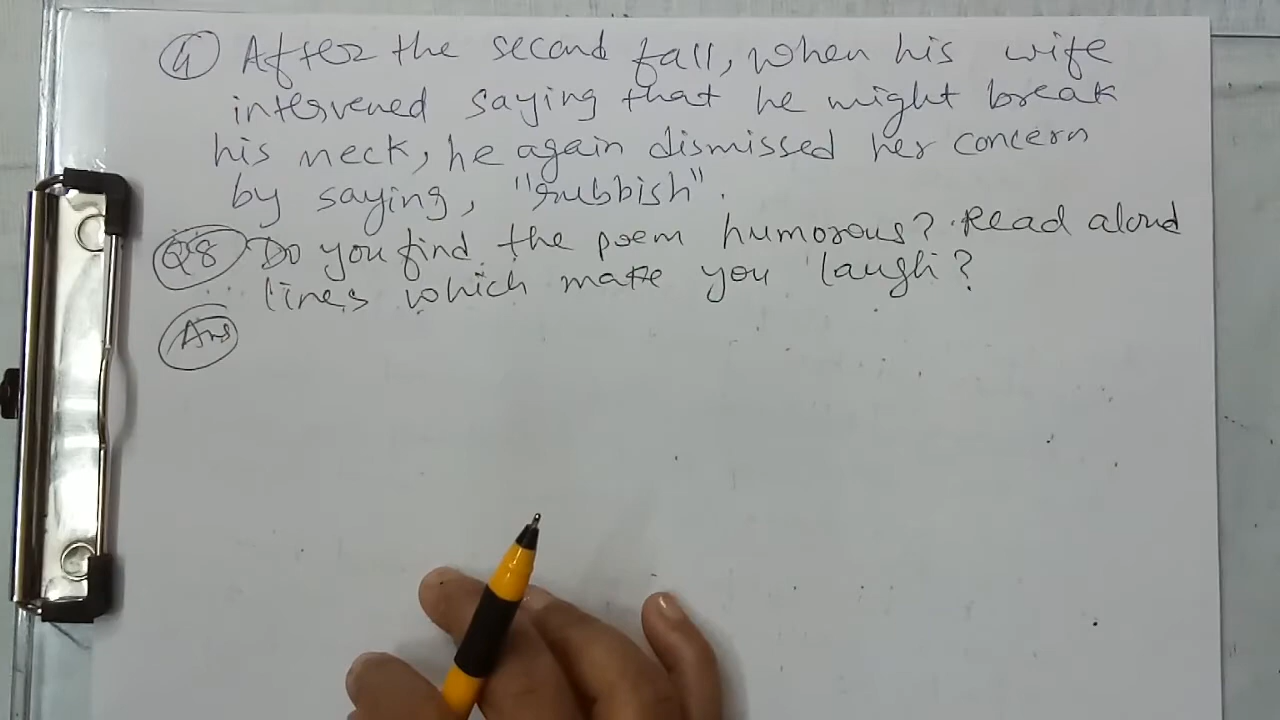 4 After the second fall, when his wife
intervened saying that he might break
his neck, he again dismissed her concern
by saying, "rubbish".
Q8 Do you find the poem humorous? Read aloud
lines which make you laugh?
Ans